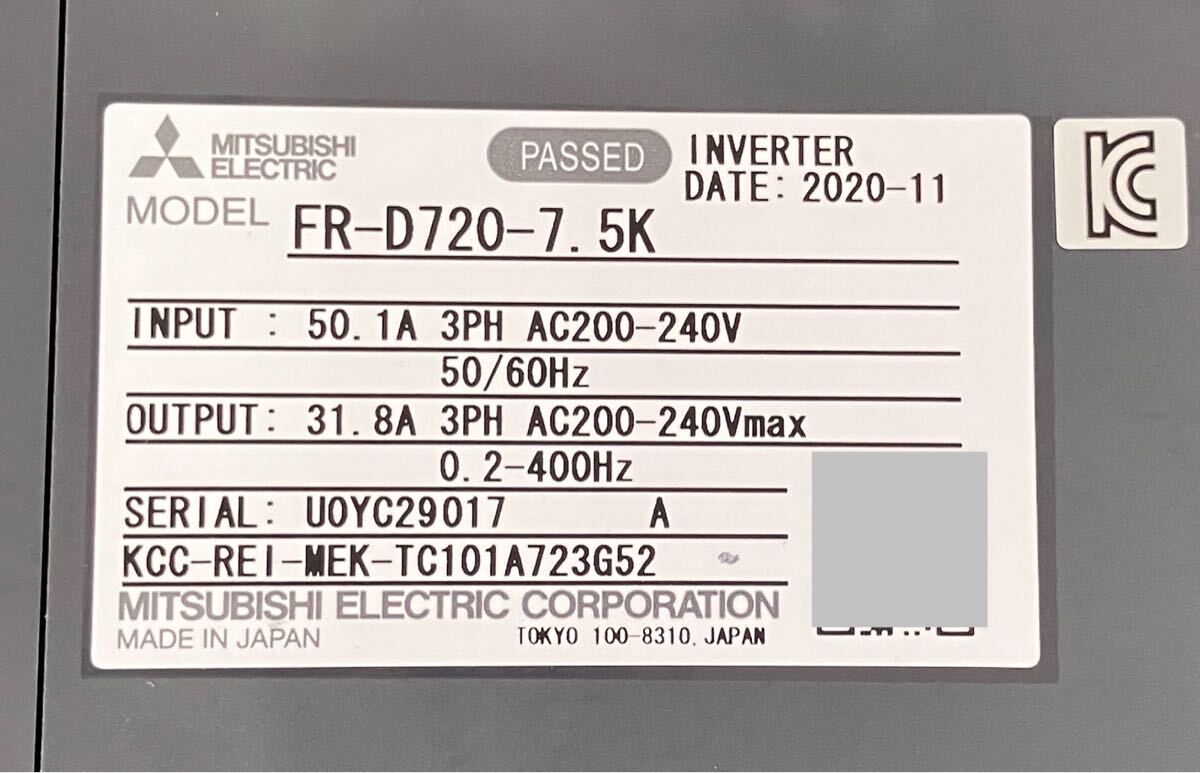 MITSUBISHI
ELECTRIC
PASSED
INVERTER
DATE: 2020-11
MODEL FR-D720-7.5K
INPUT : 50.1A 3PH AC200-240V
50/60Hz
OUTPUT: 31.8A 3PH AC200-240Vmax
0.2-400Hz
SERIAL: U0YC29017 A
KCC-REI-MEK-TC101A723G52
MITSUBISHI ELECTRIC CORPORATION
MADE IN JAPAN TOKYO 100-8310, JAPAN